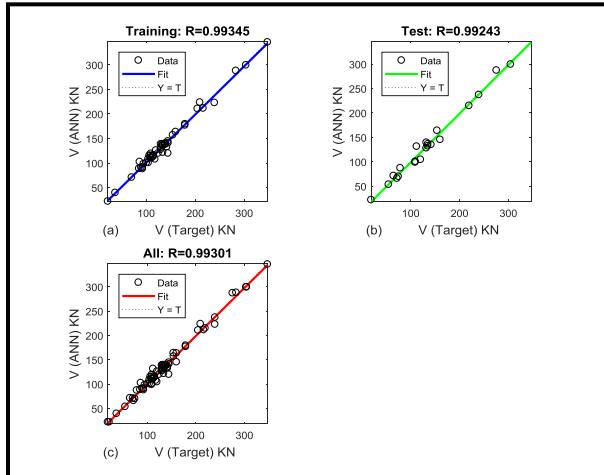 Training: R=0.99345
V (ANN) KN
300
250
200
150
100
50
Data
Fit
Y = T
100 200 300
(a) V (Target) KN
Test: R=0.99243
V (ANN) KN
300
250
200
150
100
50
Data
Fit
Y = T
100 200 300
(b) V (Target) KN
All: R=0.99301
V (ANN) KN
300
250
200
150
100
50
Data
Fit
Y = T
100 200 300
(c) V (Target) KN